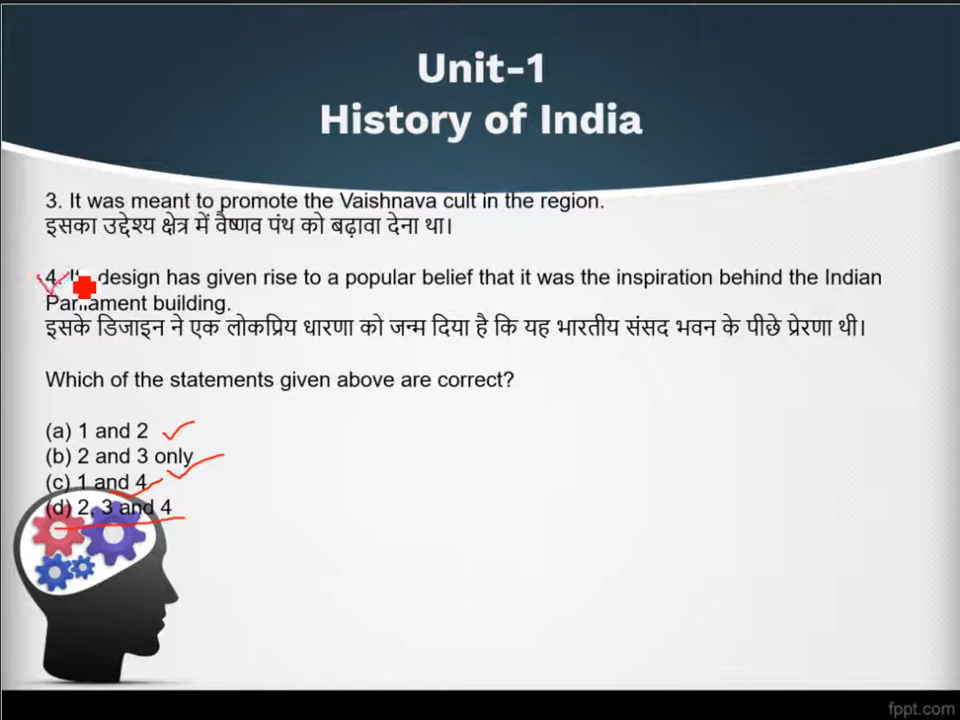 Unit-1
History of India
3. It was meant to promote the Vaishnava cult in the region.
इसका उद्देश्य क्षेत्र में वैष्णव पंथ को बढ़ावा देना था।
4. design has given rise to a popular belief that it was the inspiration behind the Indian
Parliament building.
इसके डिजाइन ने एक लोकप्रिय धारणा को जन्म दिया है कि यह भारतीय संसद भवन के पीछे प्रेरणा थी।
Which of the statements given above are correct?
(a) 1 and 2
(b) 2 and 3 only
(c) 1 and 4
(d) 2, 3 and 4
fppt.com